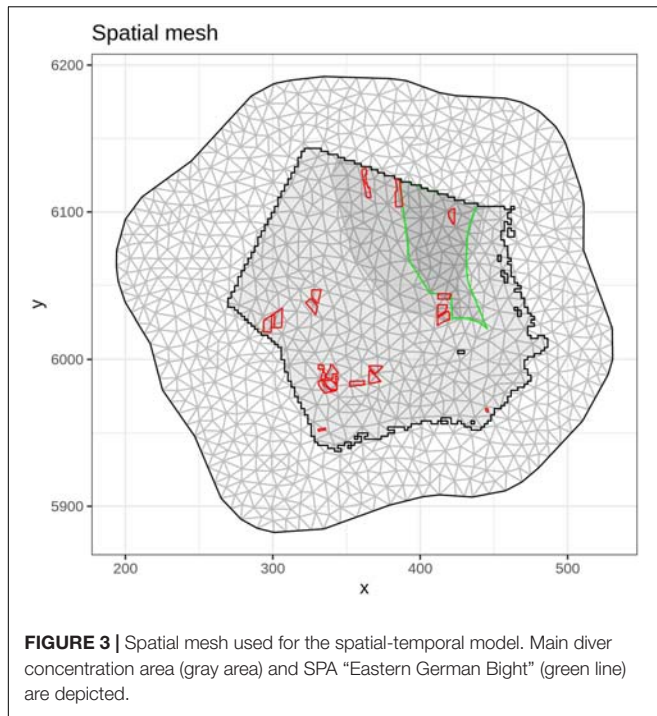 Spatial mesh
6200
6100
y
6000
5900
200 300 400 500
x
FIGURE 3 | Spatial mesh used for the spatial-temporal model. Main diver
concentration area (gray area) and SPA “Eastern German Bight” (green line)
are depicted.